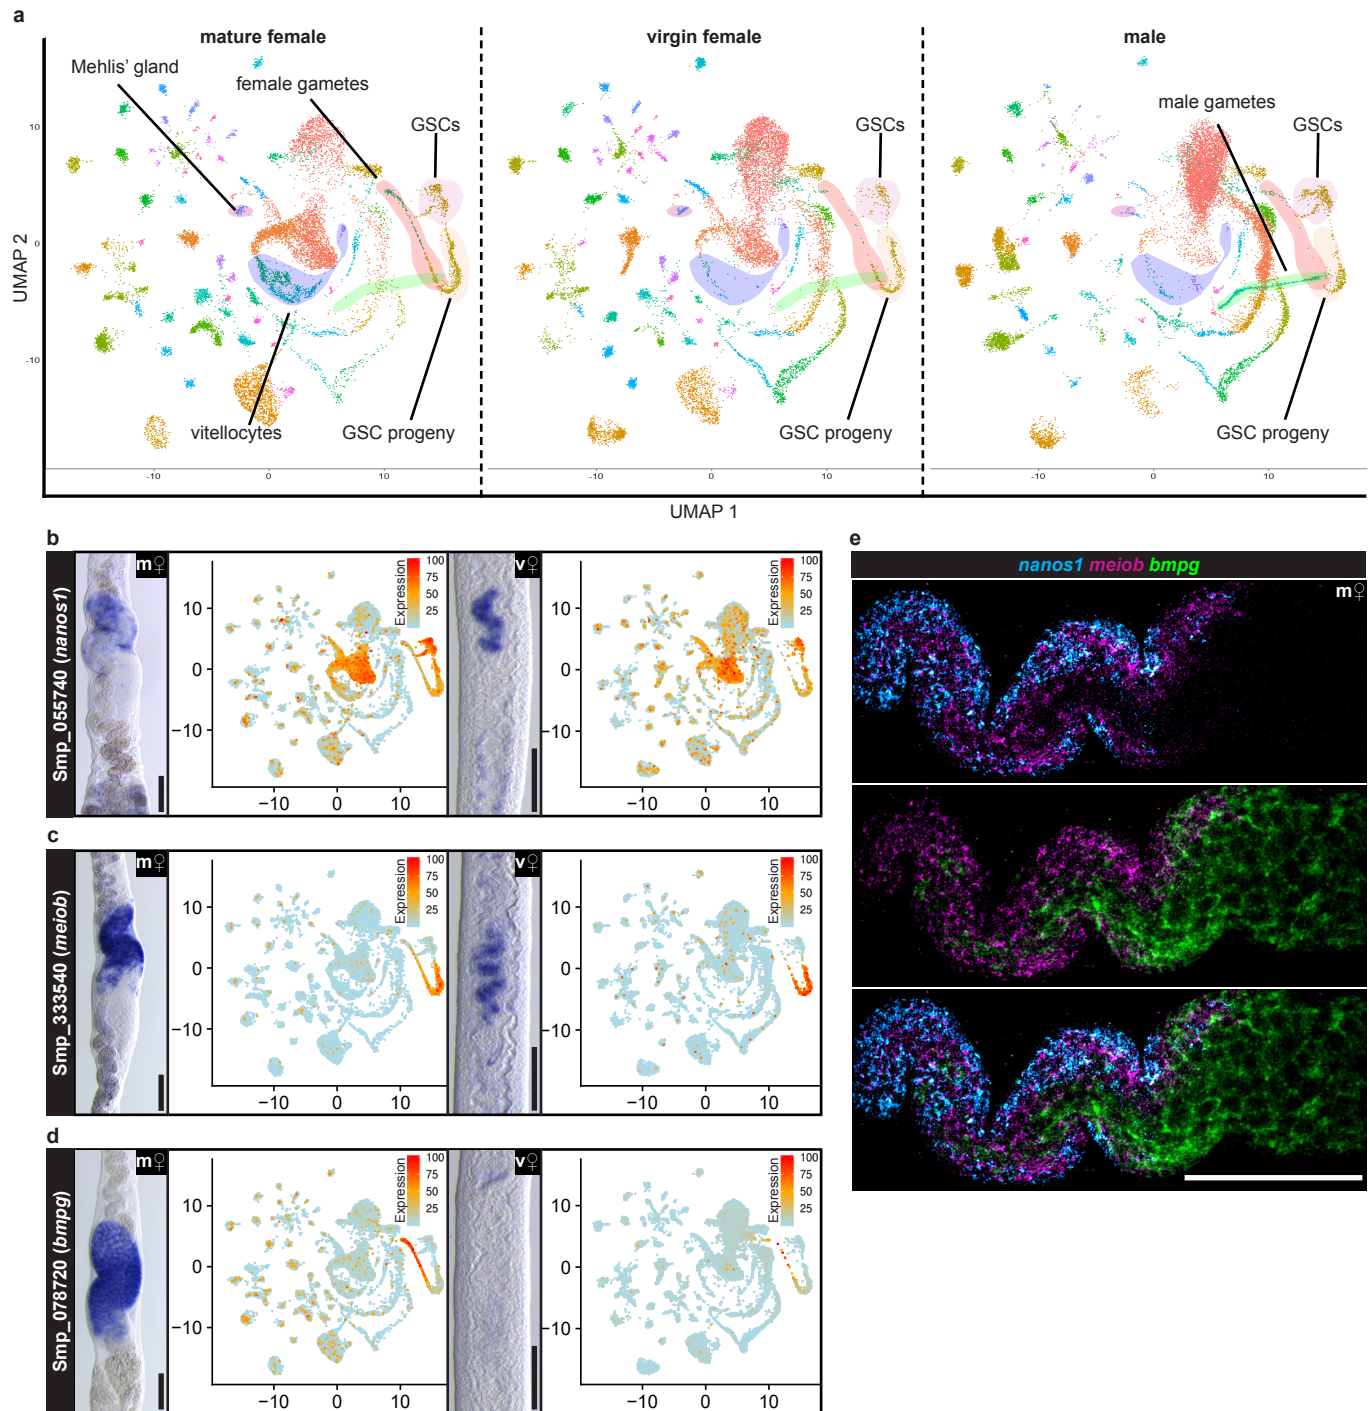 a
mature female
virgin female
male
Mehlis' gland
female gametes
GSCs
GSCs
male gametes
GSCs
10
0
-10
UMAP 2
vitellocytes
GSC progeny
GSC progeny
GSC progeny
-10 0 10
-10 0 10
-10 0 10
UMAP 1
b
Smp_055740 (nanos1)
m♀
Expression
100
75
50
25
10
0
−10
−10 0 10
v♀
Expression
100
75
50
25
10
0
−10
−10 0 10
c
Smp_333540 (meiob)
m♀
Expression
100
75
50
25
10
0
−10
−10 0 10
v♀
Expression
100
75
50
25
10
0
−10
−10 0 10
d
Smp_078720 (bmpg)
m♀
Expression
100
75
50
25
10
0
−10
−10 0 10
v♀
Expression
100
75
50
25
10
0
−10
−10 0 10
e
nanos1 meiob bmpg
m♀